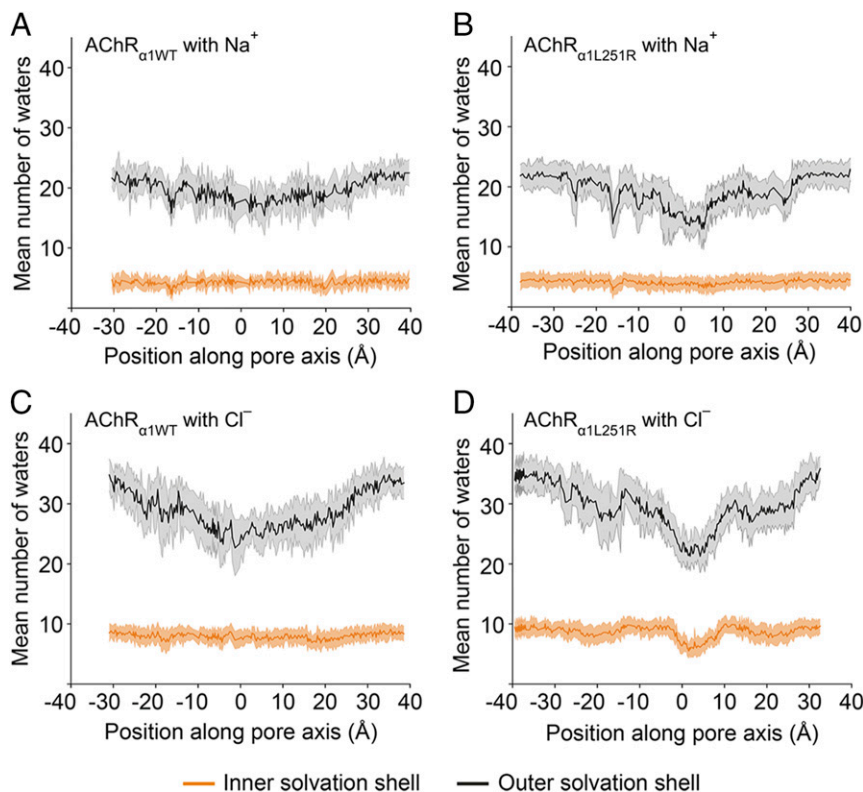 A
AChRα1WT with Na+
Mean number of waters
40
30
20
10
-40 -30 -20 -10 0 10 20 30 40
Position along pore axis (Å)
B
AChRα1L251R with Na+
Mean number of waters
40
30
20
10
-40 -30 -20 -10 0 10 20 30 40
Position along pore axis (Å)
C
AChRα1WT with Cl−
Mean number of waters
40
30
20
10
-40 -30 -20 -10 0 10 20 30 40
Position along pore axis (Å)
D
AChRα1L251R with Cl−
Mean number of waters
40
30
20
10
-40 -30 -20 -10 0 10 20 30 40
Position along pore axis (Å)
Inner solvation shell Outer solvation shell